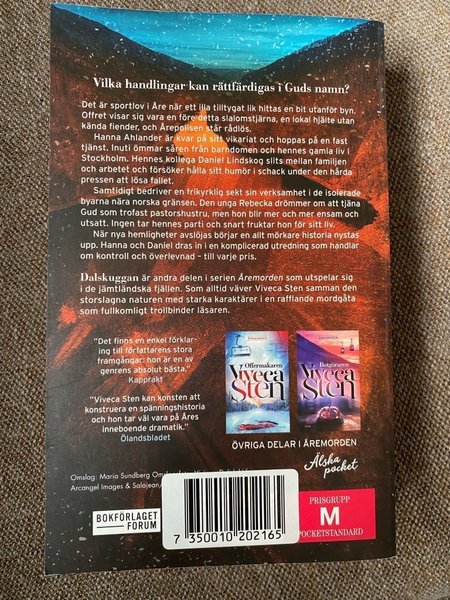 Vilka handlingar kan rättfärdigas i Guds namn?
Det är sportlov i Åre när ett illa tilltygat lik hittas en bit utanför byn.
Offret visar sig vara en före detta slalomstjärna, en lokal hjälte utan
kända fiender, och Årepolisen står rådlös.
Hanna Ahlander är kvar på sitt vikariat och hoppas på en fast
tjänst. Inuti ömmar såren från barndomen och hennes gamla liv i
Stockholm. Hennes kollega Daniel Lindskog slits mellan familjen
och arbetet och försöker hålla sitt humör i schack under den hårda
pressen att lösa fallet.
Samtidigt bedriver en frikyrklig sekt sin verksamhet i de isolerade
byarna nära norska gränsen. Den unga Rebecka drömmer om att tjäna
Gud som trofast pastorshustru, men hon blir mer och mer ensam och
utsatt. Ingen tar hennes parti och snart fruktar hon för sitt liv.
När nya hemligheter avslöjas börjar en allt mörkare historia nystas
upp. Hanna och Daniel dras in i en komplicerad utredning som handlar
om kontroll och överlevnad – till varje pris.
Dalskuggan är andra delen i serien Åremorden som utspelar sig
i de jämtländska fjällen. Som alltid väver Viveca Sten samman den
storslagna naturen med starka karaktärer i en rafflande mordgåta
som fullkomligt trollbinder läsaren.
"Det finns en enkel förklar-
ing till författarens stora
framgångar: hon är en av
genrens absolut bästa."
Kapprakt
"Viveca Sten kan konsten att
konstruera en spänningshistoria
och hon tar väl vara på Åres
inneboende dramatik."
Ölandsbladet
Offermakaren
Viveca
Sten
Botgöraren
Viveca
Sten
ÖVRIGA DELAR I ÅREMORDEN
Älska
pocket
Omslag: Maria Sundberg
Arcangel Images & Salajean/
BOKFÖRLAGET
FORUM
7 350010 202165
PRISGRUPP
M
POCKETSTANDARD